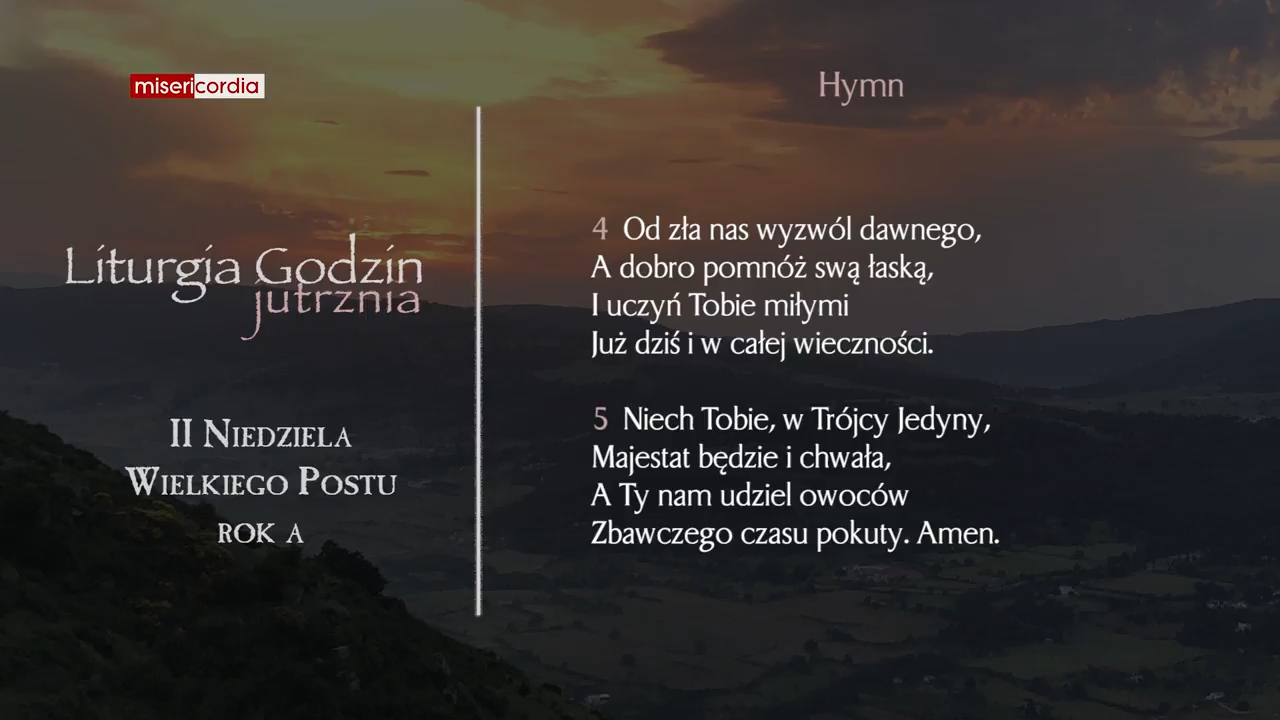 misericordia
Liturgia Godzin
jutrznia
II Niedziela
Wielkiego Postu
rok A
Hymn
4 Od zła nas wyzwól dawnego,
A dobro pomnóż swą łaską,
I uczyń Tobie miłymi
Już dziś i w całej wieczności.
5 Niech Tobie, w Trójcy Jedyny,
Majestat będzie i chwała,
A Ty nam udziel owoców
Zbawczego czasu pokuty. Amen.